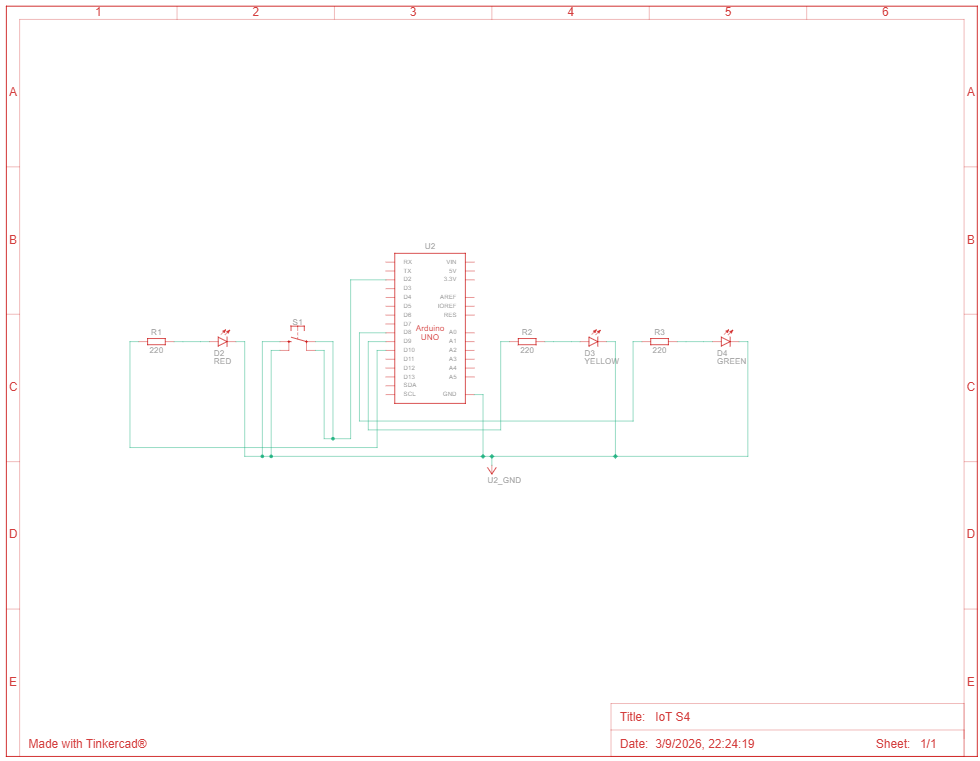 1 2 3 4 5 6
A A
B B
U2
RX VIN
TX 5V
D2 3.3V
D3
D4 AREF
D5 IOREF
D6 RES
D7
D8 A0
D9 A1
D10 A2
D11 A3
D12 A4
D13 A5
SDA
SCL GND
Arduino
UNO
R1
220
D2
RED
S1
R2
220
D3
YELLOW
R3
220
D4
GREEN
C C
U2_GND
D D
E E
Title: IoT S4
Made with Tinkercad®
Date: 3/9/2026, 22:24:19 Sheet: 1/1